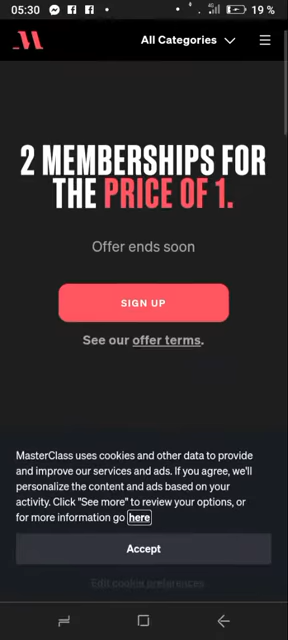 05:30
19 %
All Categories
2 MEMBERSHIPS FOR
THE PRICE OF 1.
Offer ends soon
SIGN UP
See our offer terms.
MasterClass uses cookies and other data to provide
and improve our services and ads. If you agree, we'll
personalize the content and ads based on your
activity. Click "See more" to review your options, or
for more information go here
Accept
Edit cookie preferences